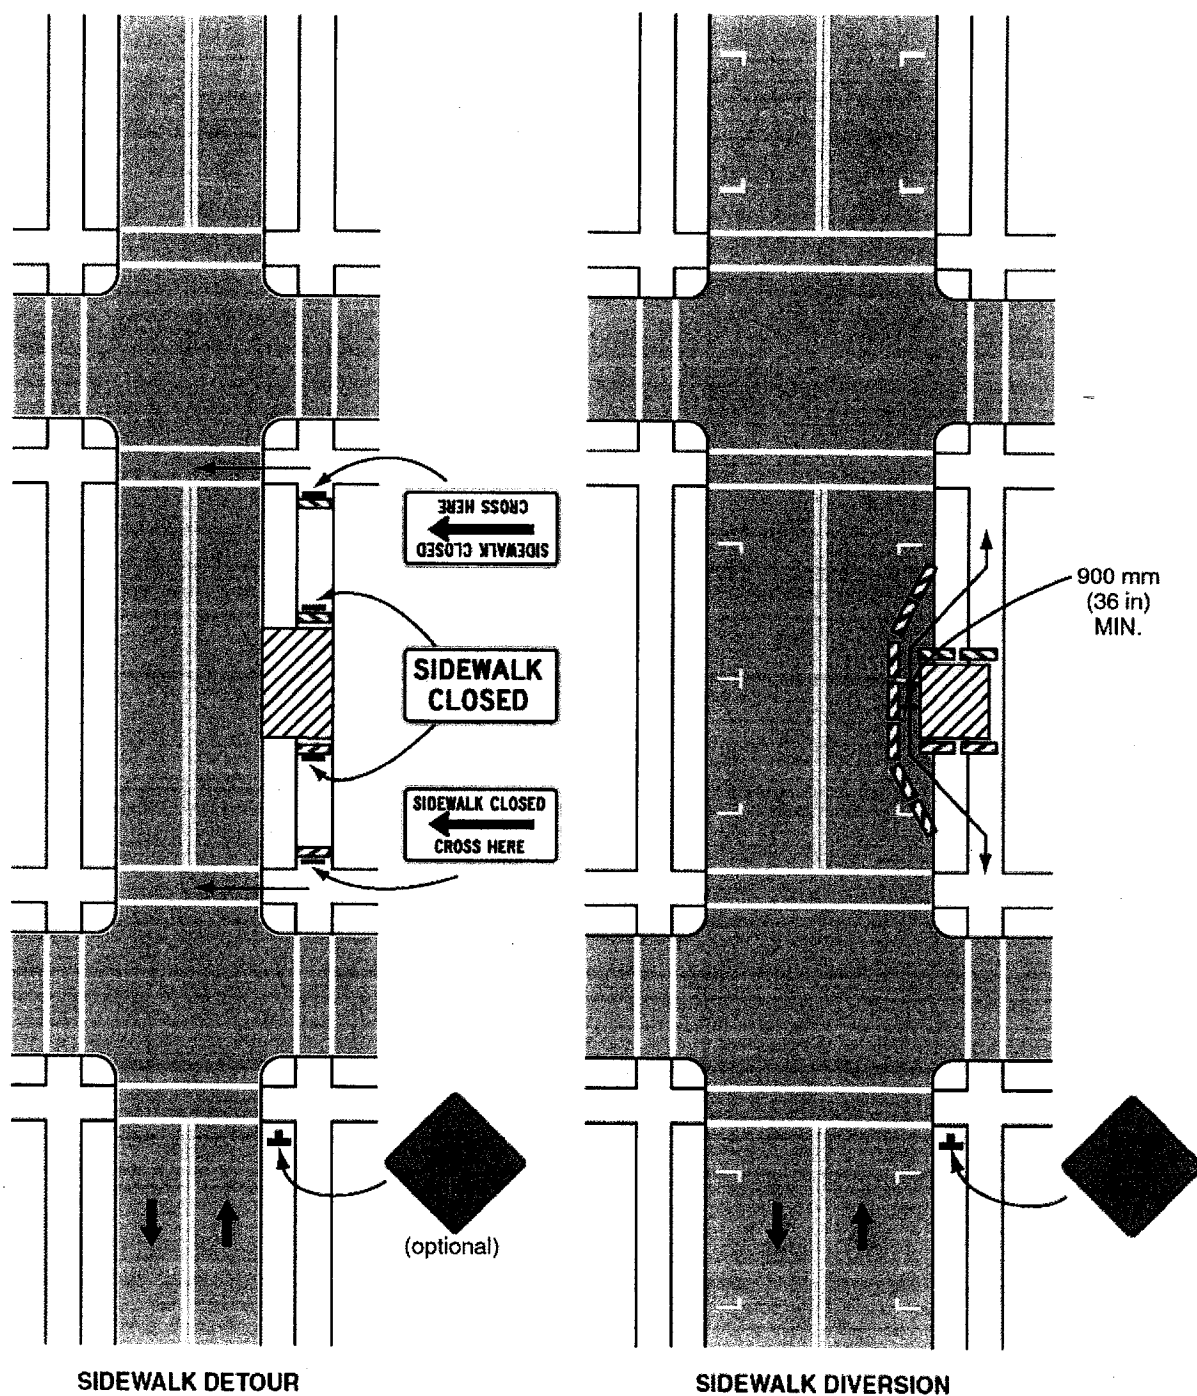 CROSS HERE
SIDEWALK CLOSED
SIDEWALK
CLOSED
SIDEWALK CLOSED
CROSS HERE
(optional)
SIDEWALK DETOUR
900 mm
(36 in)
MIN.
SIDEWALK DIVERSION